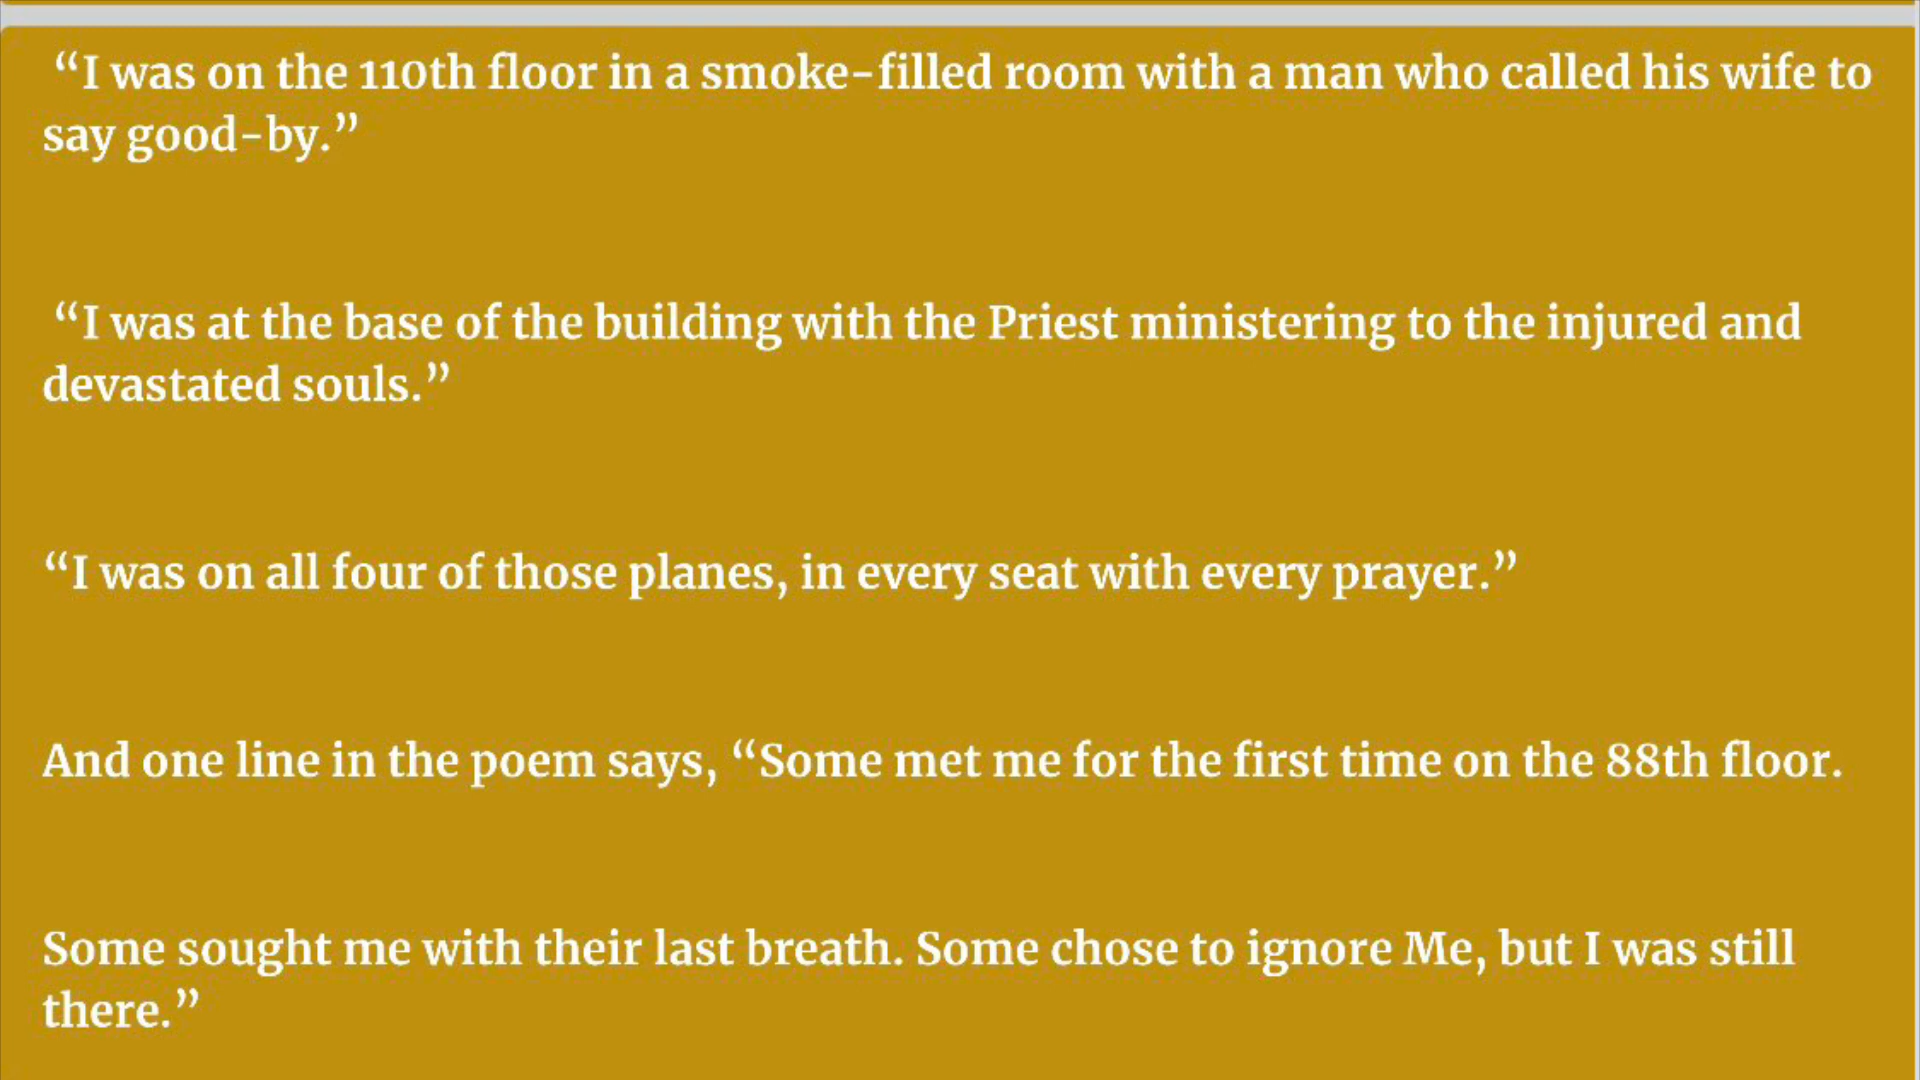 “I was on the 110th floor in a smoke-filled room with a man who called his wife to
say good-by.”
“I was at the base of the building with the Priest ministering to the injured and
devastated souls.”
“I was on all four of those planes, in every seat with every prayer.”
And one line in the poem says, “Some met me for the first time on the 88th floor.
Some sought me with their last breath. Some chose to ignore Me, but I was still
there.”